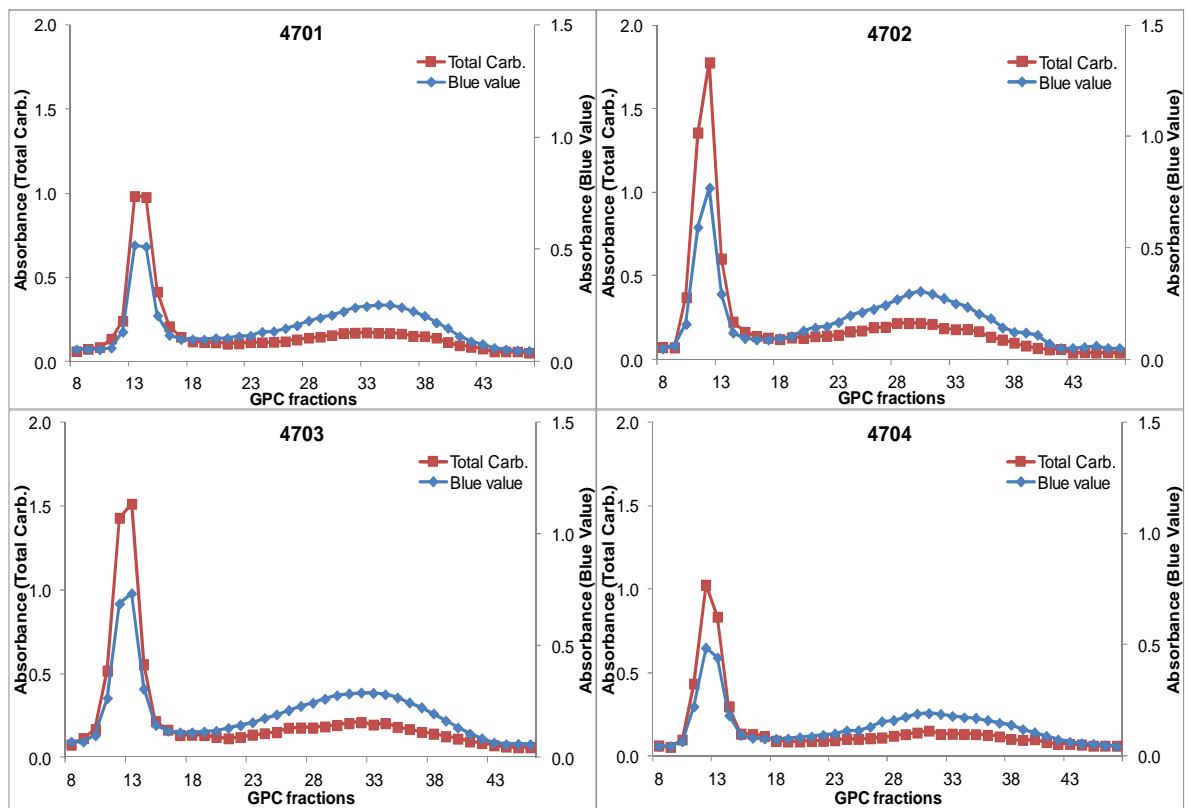 4701
Total Carb.
Blue value
Absorbance (Total Carb.)
2.0
1.5
1.0
0.5
0.0
Absorbance (Blue Value)
1.5
1.0
0.5
0.0
8 13 18 23 28 33 38 43
GPC fractions
4702
Total Carb.
Blue value
Absorbance (Total Carb.)
2.0
1.5
1.0
0.5
0.0
Absorbance (Blue Value)
1.5
1.0
0.5
0.0
8 13 18 23 28 33 38 43
GPC fractions
4703
Total Carb.
Blue value
Absorbance (Total Carb.)
2.0
1.5
1.0
0.5
0.0
Absorbance (Blue Value)
1.5
1.0
0.5
0.0
8 13 18 23 28 33 38 43
GPC fractions
4704
Total Carb.
Blue value
Absorbance (Total Carb.)
2.0
1.5
1.0
0.5
0.0
Absorbance (Blue Value)
1.5
1.0
0.5
0.0
8 13 18 23 28 33 38 43
GPC fractions